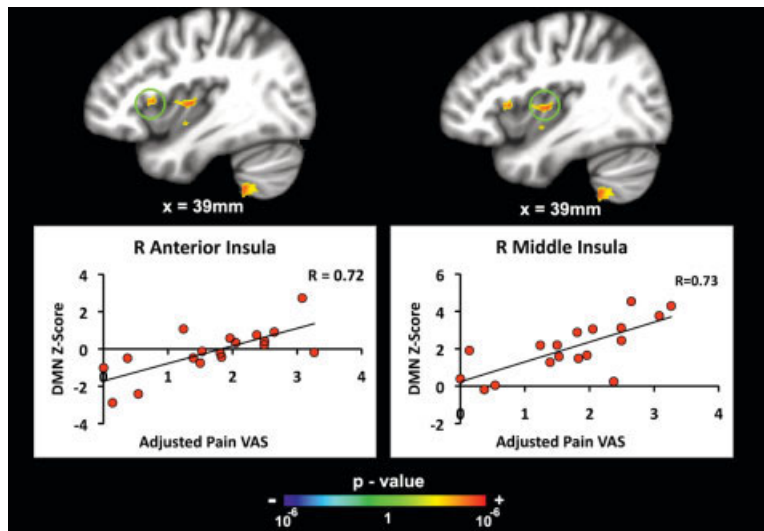 x = 39mm
x = 39mm
R Anterior Insula
R = 0.72
4
2
0
-2
-4
0
1
2
3
4
DMN Z-Score
Adjusted Pain VAS
R Middle Insula
R=0.73
6
4
2
0
-2
0
1
2
3
4
DMN Z-Score
Adjusted Pain VAS
p - value
- +
10⁻⁶ 1 10⁻⁶